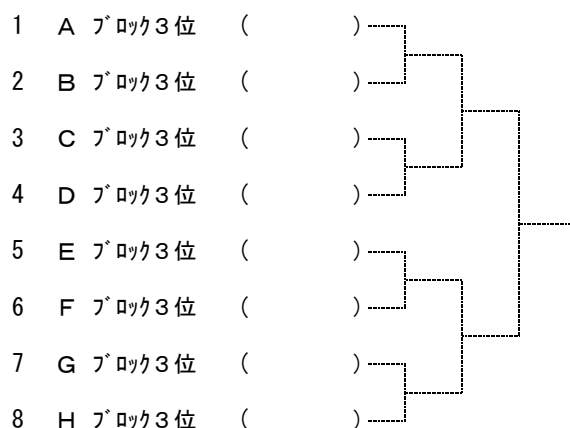 1 A ﾌﾞﾛｯｸ３位 ( )
2 B ﾌﾞﾛｯｸ３位 ( )
3 C ﾌﾞﾛｯｸ３位 ( )
4 D ﾌﾞﾛｯｸ３位 ( )
5 E ﾌﾞﾛｯｸ３位 ( )
6 F ﾌﾞﾛｯｸ３位 ( )
7 G ﾌﾞﾛｯｸ３位 ( )
8 H ﾌﾞﾛｯｸ３位 ( )